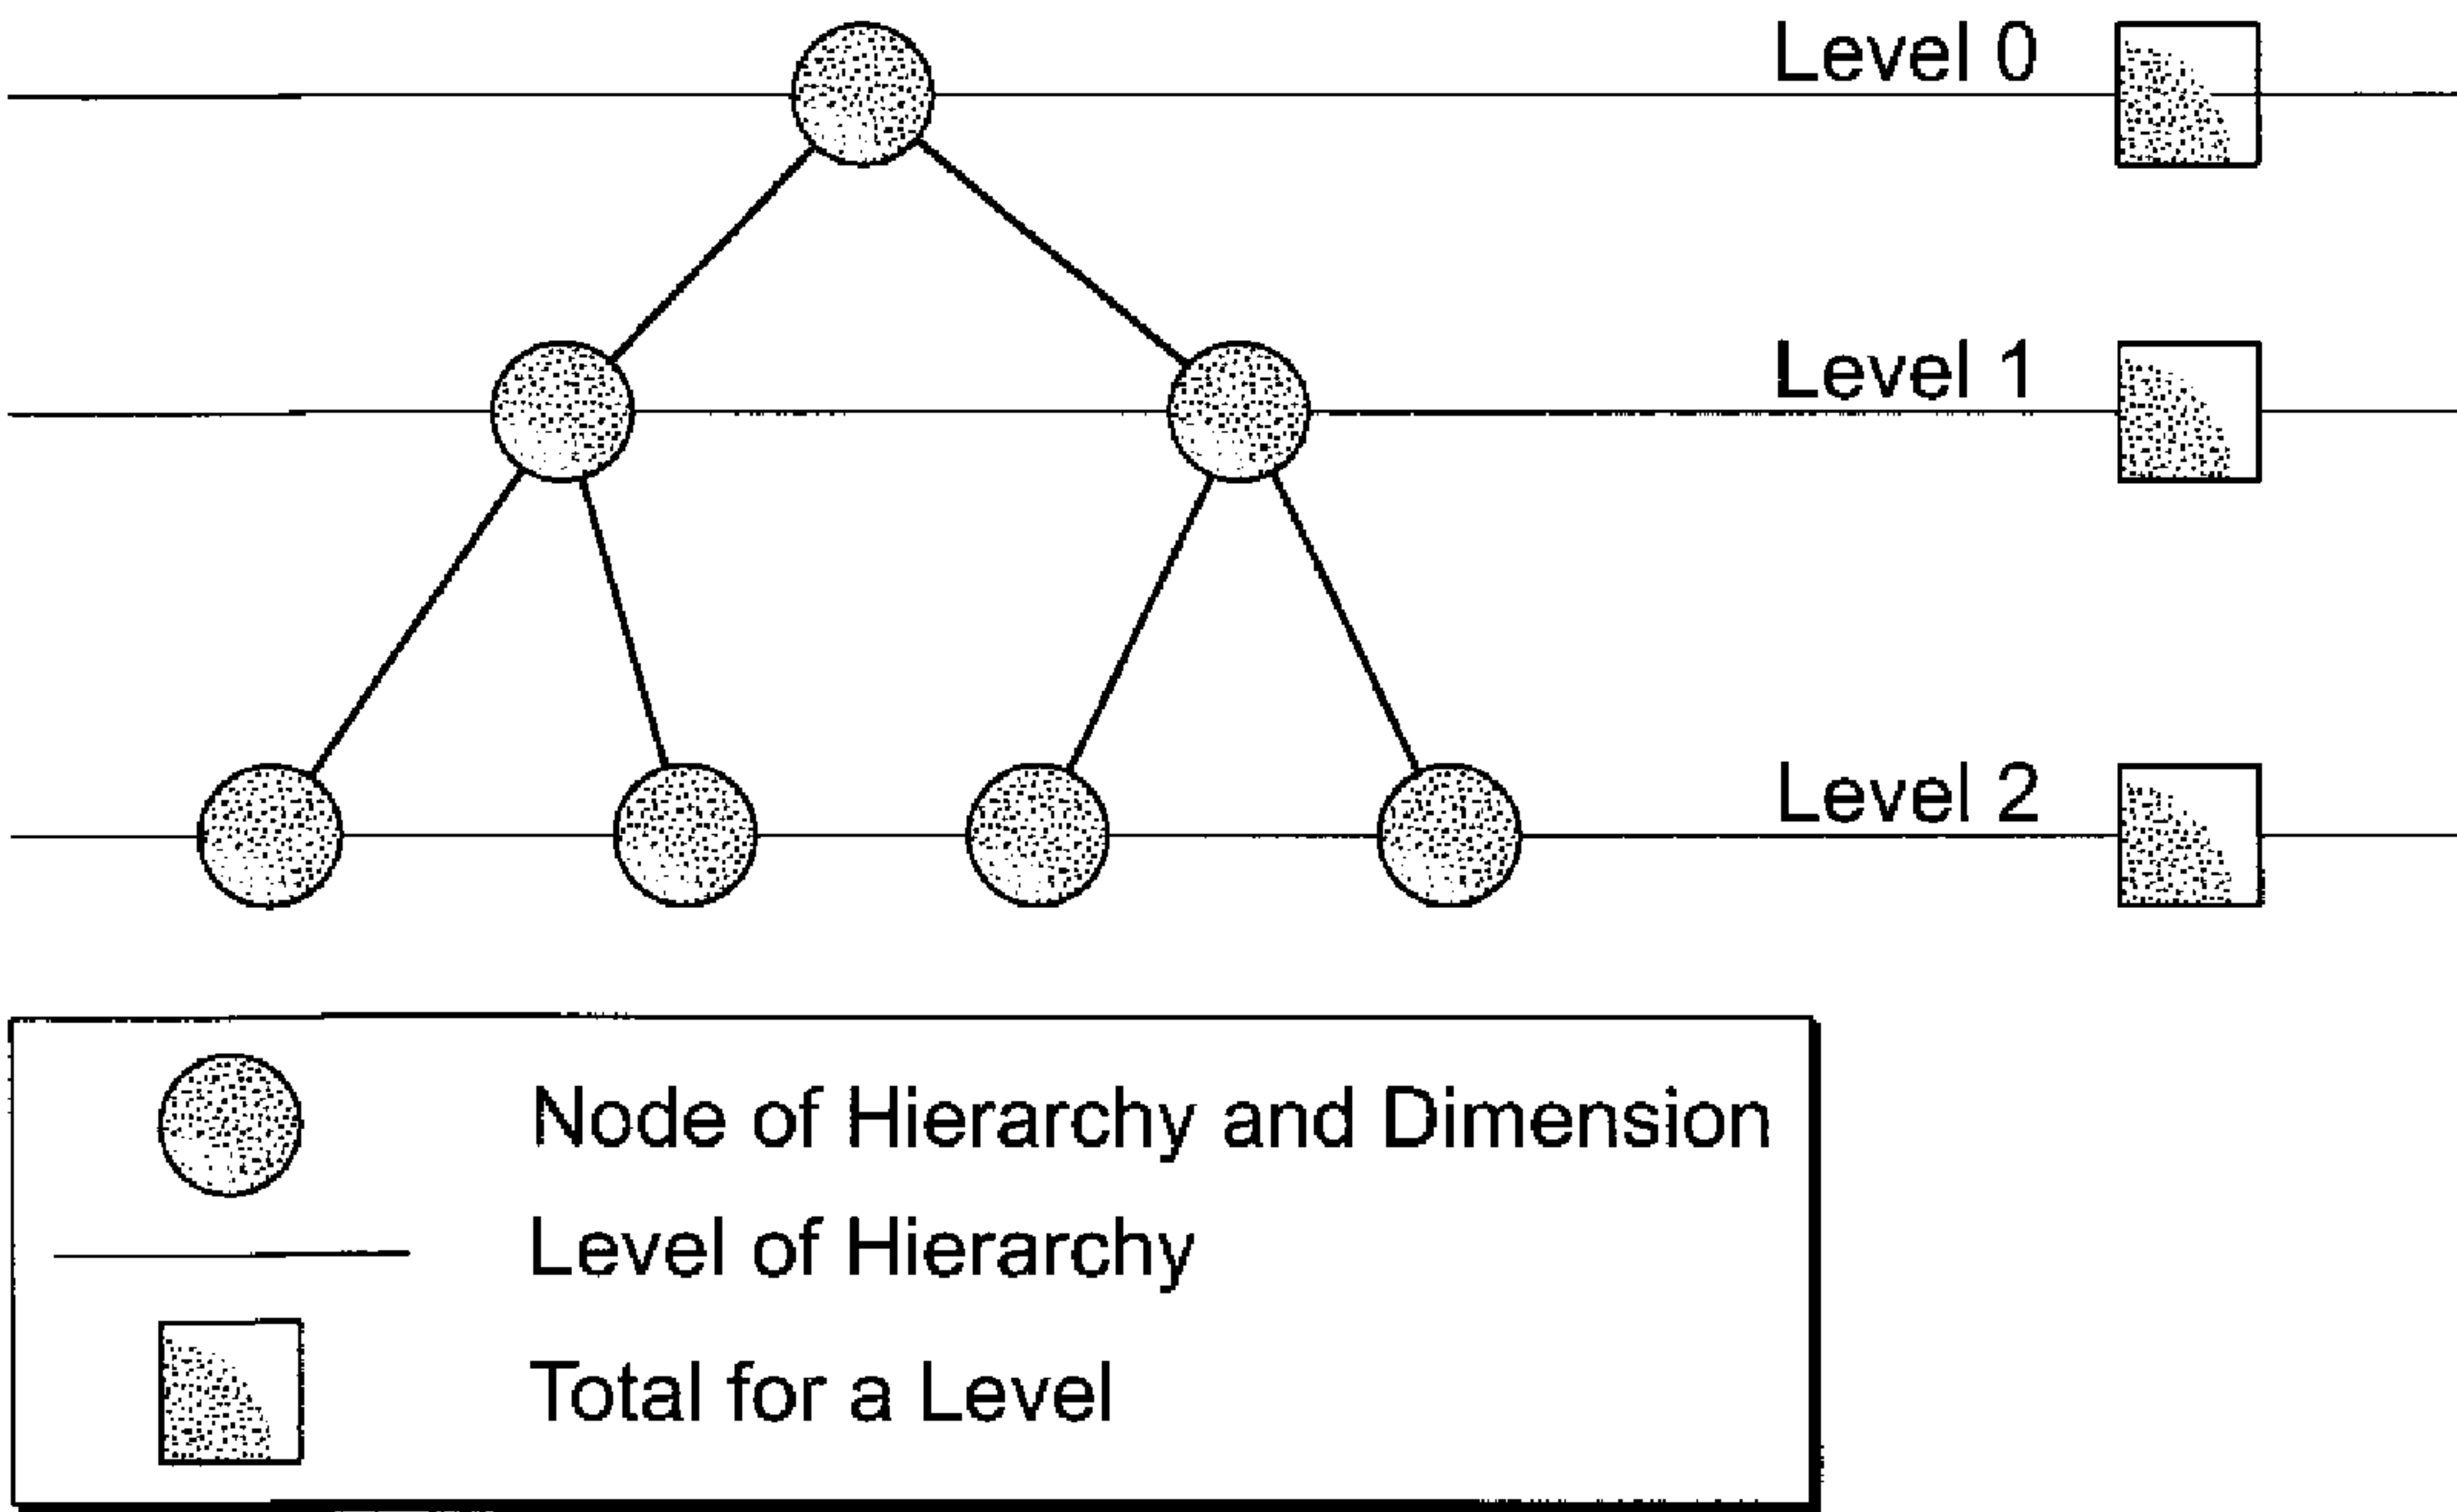 Level 0
Level 1
Level 2
Node of Hierarchy and Dimension
Level of Hierarchy
Total for a Level